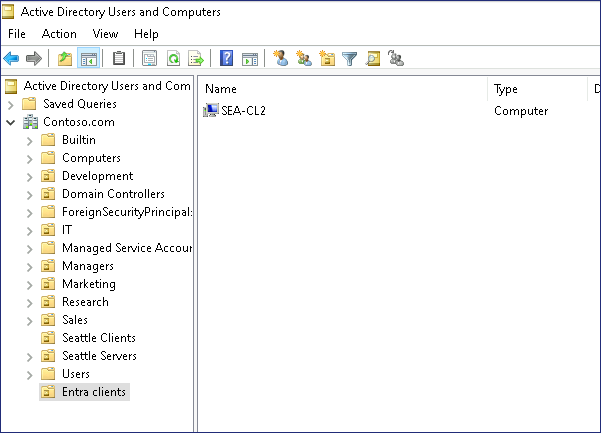 Active Directory Users and Computers
File Action View Help
Active Directory Users and Com
Saved Queries
Contoso.com
Builtin
Computers
Development
Domain Controllers
ForeignSecurityPrincipals
IT
Managed Service Accoun
Managers
Marketing
Research
Sales
Seattle Clients
Seattle Servers
Users
Entra clients
Name Type D
SEA-CL2 Computer